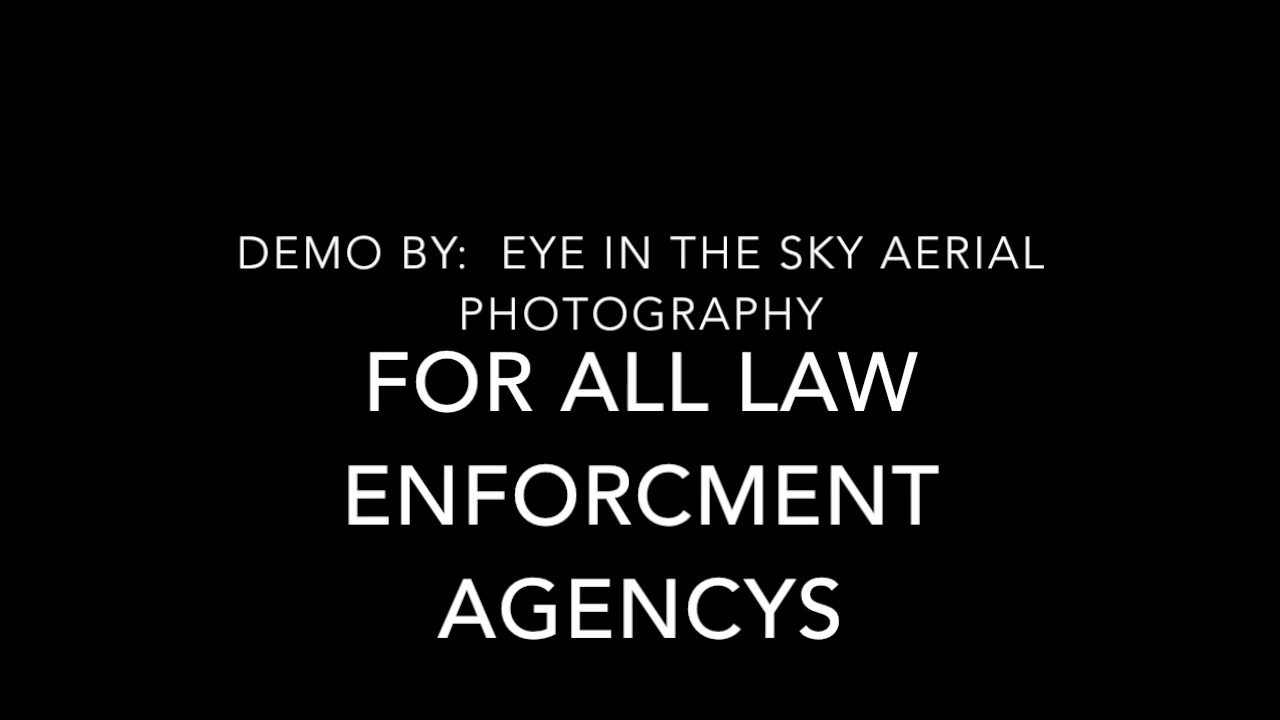 DEMO BY: EYE IN THE SKY AERIAL
PHOTOGRAPHY
FOR ALL LAW
ENFORCMENT
AGENCYS